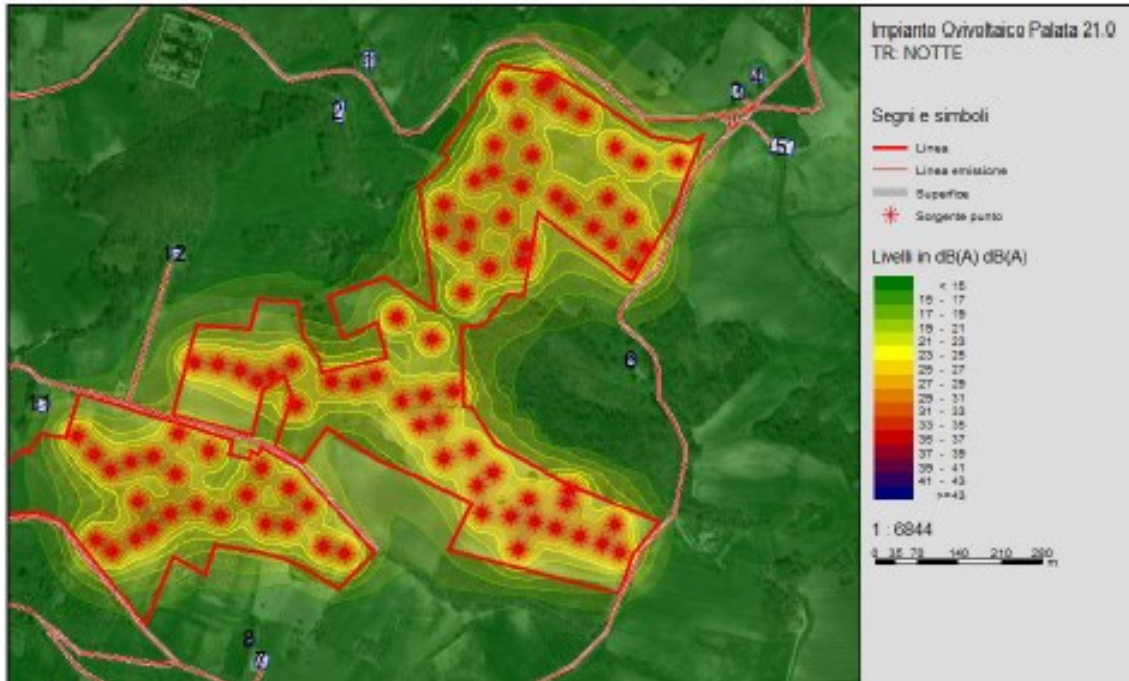 Impianto Ovivoltaico Palata 21.0
TR: NOTTE
Segni e simboli
Linea
Linea emissione
Superfice
Sorgente punto
Livelli in dB(A) dB(A)
< 15
15 - 17
17 - 19
19 - 21
21 - 23
23 - 25
25 - 27
27 - 29
29 - 31
31 - 33
33 - 35
35 - 37
37 - 39
39 - 41
41 - 43
>=43
1 : 6844
0 35 70 140 210 280
m
2
12
6
8